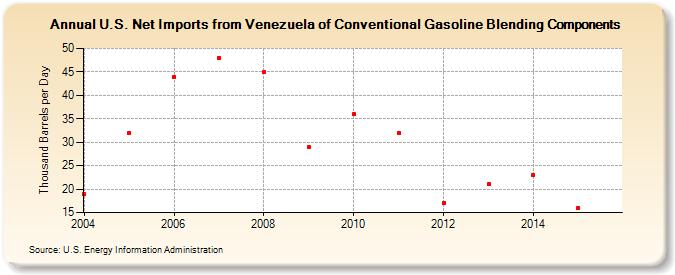 Annual U.S. Net Imports from Venezuela of Conventional Gasoline Blending Components
Thousand Barrels per Day
50
45
40
35
30
25
20
15
2004 2006 2008 2010 2012 2014
Source: U.S. Energy Information Administration